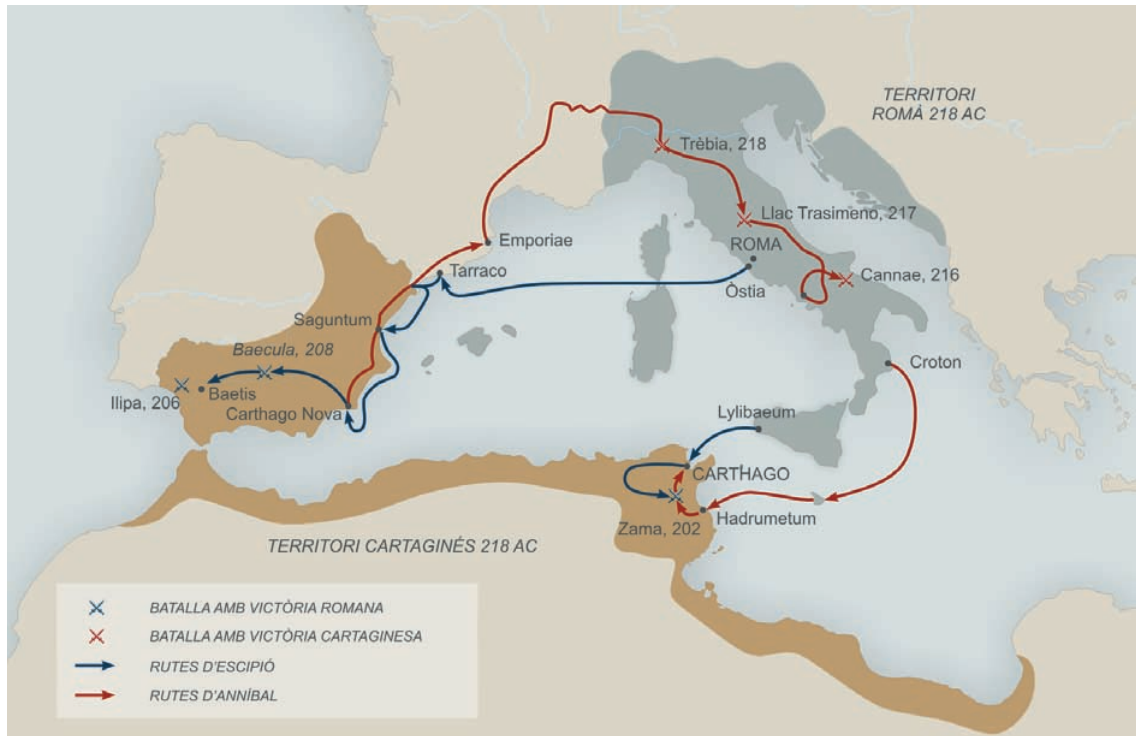 TERRITORI
ROMÀ 218 AC
Trèbia, 218
Llac Trasimeno, 217
Emporiae
ROMA
Tarraco
Cannae, 216
Òstia
Saguntum
Baecula, 208
Croton
Baetis
Ilipa, 206
Carthago Nova
Lylibaeum
CARTHAGO
Hadrumetum
Zama, 202
TERRITORI CARTAGINÉS 218 AC
BATALLA AMB VICTÒRIA ROMANA
BATALLA AMB VICTÒRIA CARTAGINESA
RUTES D'ESCIPIÓ
RUTES D'ANNÍBAL